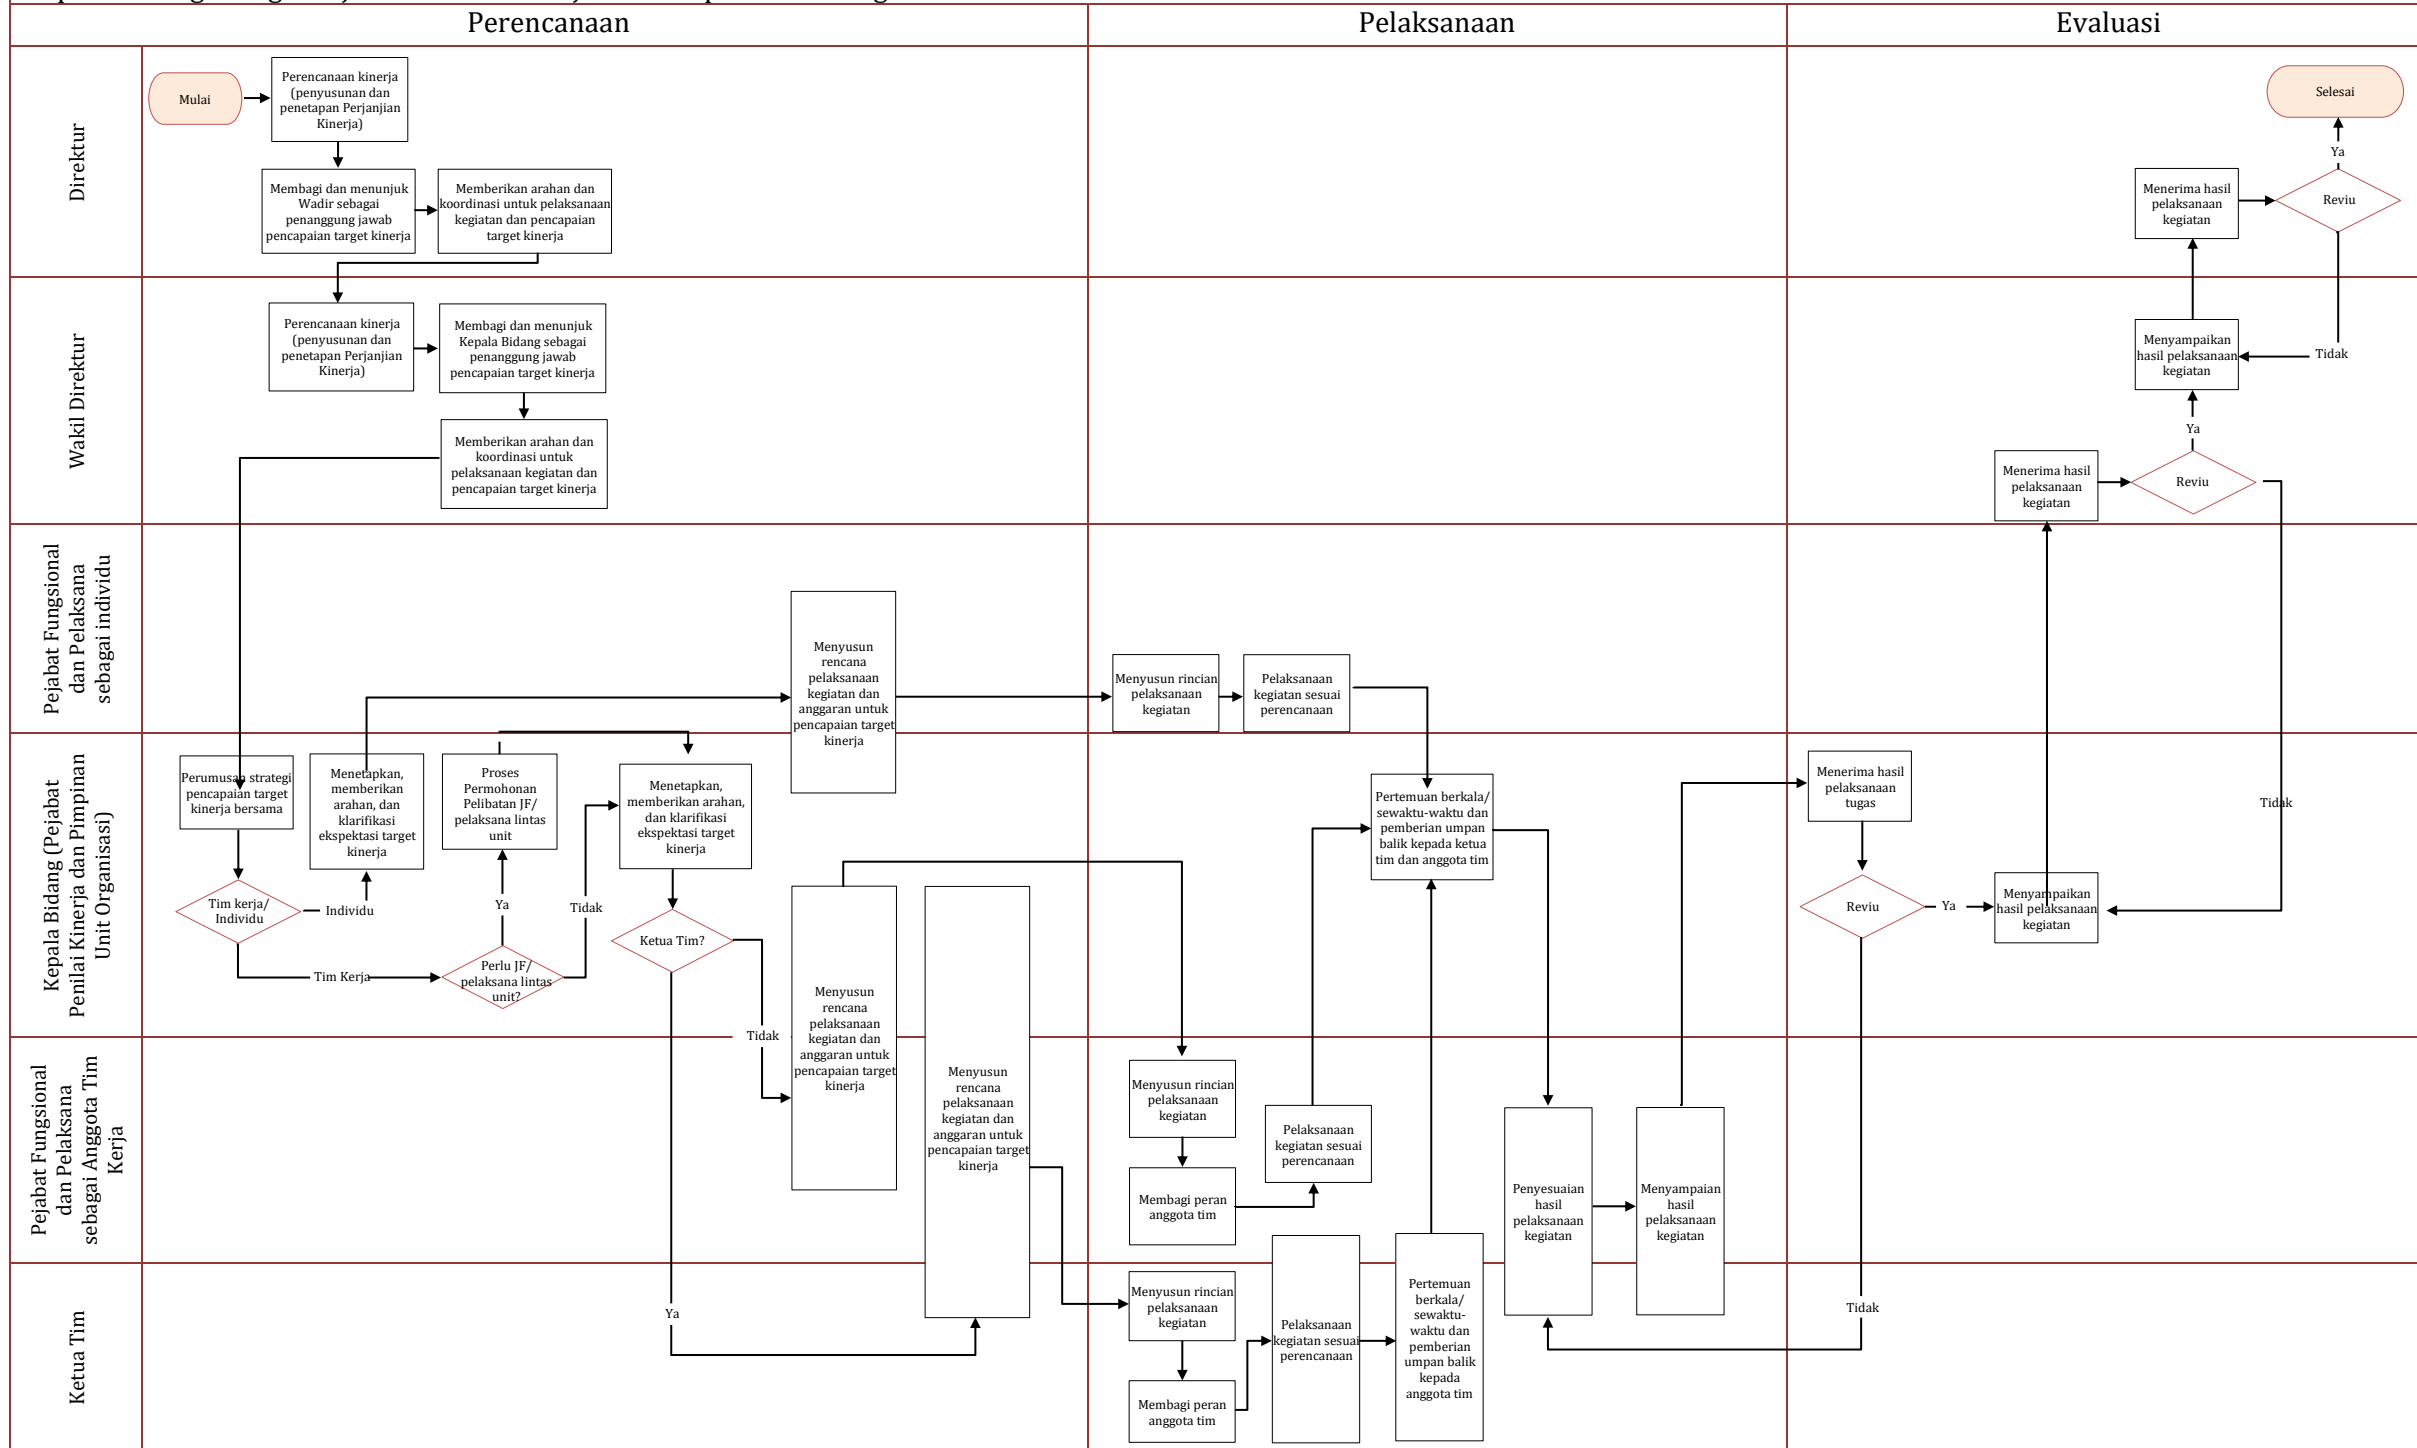 Perencanaan
Pelaksanaan
Evaluasi
Direktur
Mulai
Perencanaan kinerja
(penyusunan dan
penetapan Perjanjian
Kinerja)
Membagi dan menunjuk
Wadir sebagai
penanggung jawab
pencapaian target kinerja
Memberikan arahan dan
koordinasi untuk pelaksanaan
kegiatan dan pencapaian
target kinerja
Menerima hasil
pelaksanaan
kegiatan
Reviu
Ya
Selesai
Tidak
Wakil Direktur
Perencanaan kinerja
(penyusunan dan
penetapan Perjanjian
Kinerja)
Membagi dan menunjuk
Kepala Bidang sebagai
penanggung jawab
pencapaian target kinerja
Memberikan arahan dan
koordinasi untuk
pelaksanaan kegiatan dan
pencapaian target kinerja
Menyampaikan
hasil pelaksanaan
kegiatan
Ya
Menerima hasil
pelaksanaan
kegiatan
Reviu
Tidak
Pejabat Fungsional
dan Pelaksana
sebagai individu
Menyusun
rencana
pelaksanaan
kegiatan dan
anggaran untuk
pencapaian target
kinerja
Menyusun rincian
pelaksanaan
kegiatan
Pelaksanaan
kegiatan sesuai
perencanaan
Kepala Bidang (Pejabat
Penilai Kinerja dan Pimpinan
Unit Organisasi)
Perumusan strategi
pencapaian target
kinerja bersama
Tim kerja/
Individu
Individu
Tim Kerja
Menetapkan,
memberikan
arahan, dan
klarifikasi
ekspektasi target
kinerja
Proses
Permohonan
Pelibatan JF/
pelaksana lintas
unit
Ya
Perlu JF/
pelaksana lintas
unit?
Tidak
Menetapkan,
memberikan arahan,
dan klarifikasi
ekspektasi target
kinerja
Ketua Tim?
Tidak
Ya
Menyusun
rencana
pelaksanaan
kegiatan dan
anggaran untuk
pencapaian target
kinerja
Menyusun
rencana
pelaksanaan
kegiatan dan
anggaran untuk
pencapaian target
kinerja
Pertemuan berkala/
sewaktu-waktu dan
pemberian umpan
balik kepada ketua
tim dan anggota tim
Menerima hasil
pelaksanaan
tugas
Reviu
Ya
Menyampaikan
hasil pelaksanaan
kegiatan
Tidak
Pejabat Fungsional
dan Pelaksana
sebagai Anggota Tim
Kerja
Menyusun rincian
pelaksanaan
kegiatan
Membagi peran
anggota tim
Pelaksanaan
kegiatan sesuai
perencanaan
Penyesuaian
hasil
pelaksanaan
kegiatan
Menyampaian
hasil
pelaksanaan
kegiatan
Ketua Tim
Menyusun rincian
pelaksanaan
kegiatan
Membagi peran
anggota tim
Pelaksanaan
kegiatan sesuai
perencanaan
Pertemuan
berkala/
sewaktu-
waktu dan
pemberian
umpan balik
kepada
anggota tim